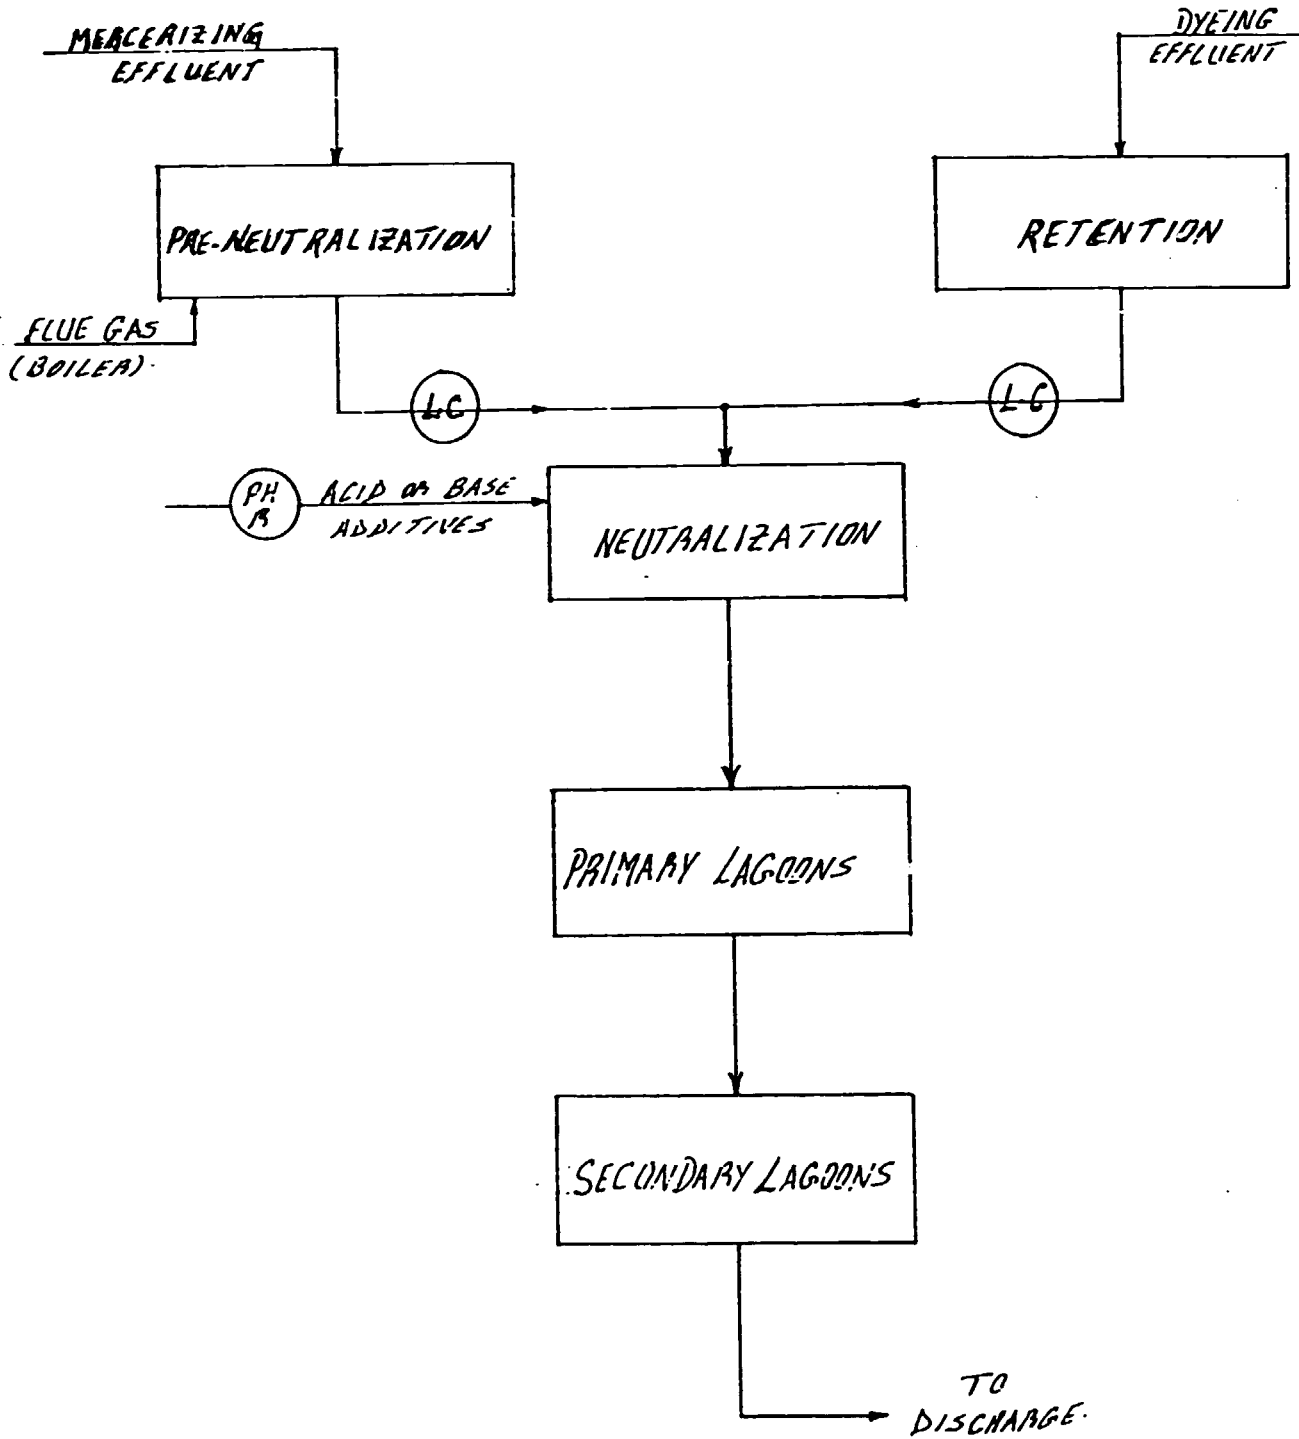 MERCERIZING
EFFLUENT
DYEING
EFFLUENT
PRE-NEUTRALIZATION
RETENTION
FLUE GAS
(BOILER).
LC
LC
PH
R
ACID OR BASE
ADDITIVES
NEUTRALIZATION
PRIMARY LAGOONS
SECONDARY LAGOONS
TO
DISCHARGE.